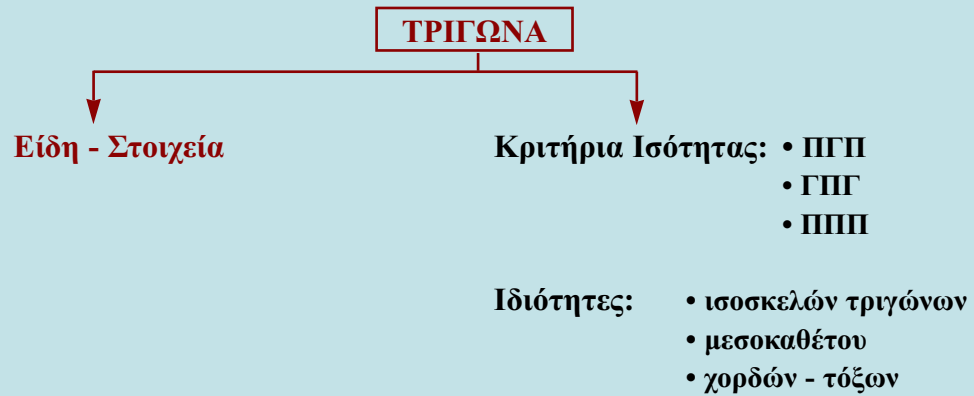 ΤΡΙΓΩΝΑ
Είδη - Στοιχεία
Κριτήρια Ισότητας: • ΠΓΠ
• ΓΠΓ
• ΠΠΠ
Ιδιότητες: • ισοσκελών τριγώνων
• μεσοκαθέτου
• χορδών - τόξων